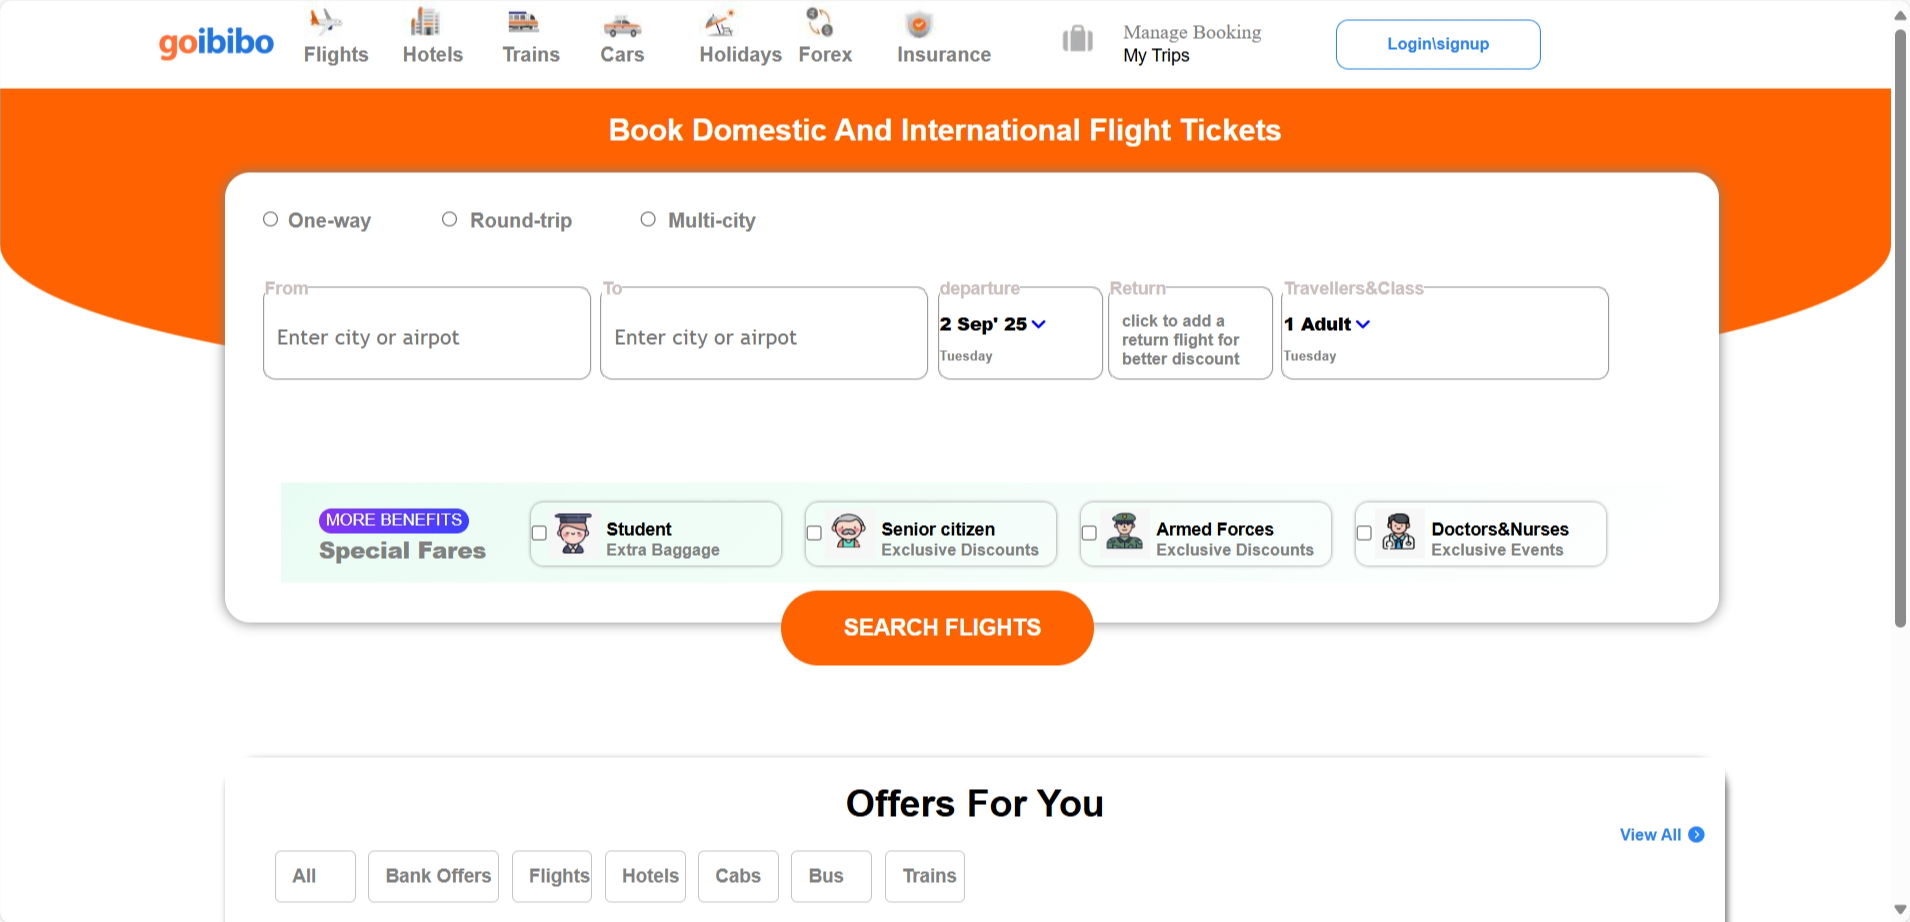 goibibo
Flights Hotels Trains Cars Holidays Forex Insurance
Manage Booking
My Trips
Login\signup
Book Domestic And International Flight Tickets
One-way Round-trip Multi-city
From
Enter city or airpot
To
Enter city or airpot
departure
2 Sep' 25
Tuesday
Return
click to add a
return flight for
better discount
Travellers&Class
1 Adult
Tuesday
MORE BENEFITS
Special Fares
Student
Extra Baggage
Senior citizen
Exclusive Discounts
Armed Forces
Exclusive Discounts
Doctors&Nurses
Exclusive Events
SEARCH FLIGHTS
Offers For You
View All
All Bank Offers Flights Hotels Cabs Bus Trains